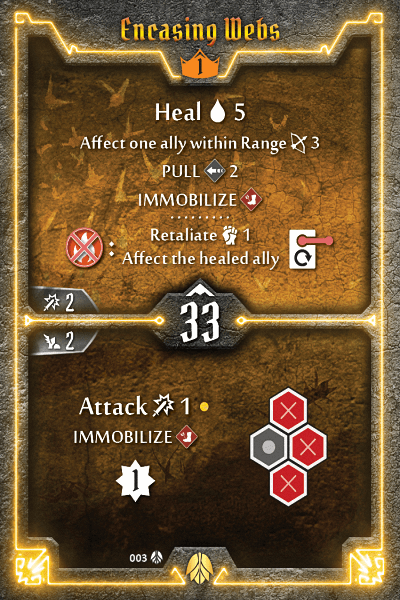 Encasing Webs
1
Heal 5
Affect one ally within Range 3
PULL 2
IMMOBILIZE
Retaliate 1
: Affect the healed ally
2
33
2
Attack 1
IMMOBILIZE
1
003